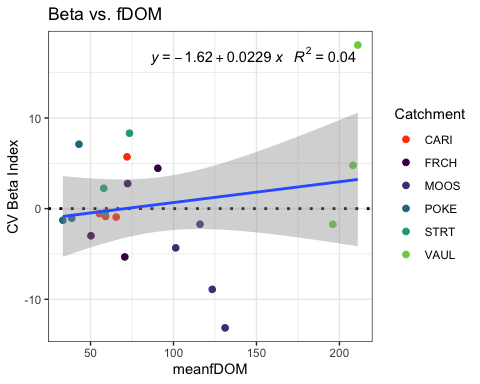 Beta vs. fDOM
y = − 1.62 + 0.0229 x R² = 0.04
CV Beta Index
10
0
-10
50 100 150 200
meanfDOM
Catchment
CARI
FRCH
MOOS
POKE
STRT
VAUL